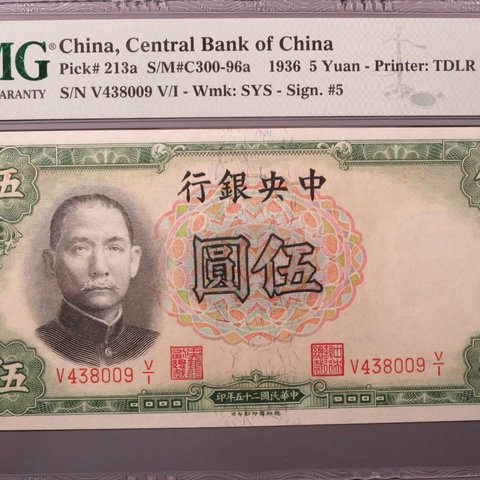 MG China, Central Bank of China
ARANTY Pick# 213a S/M#C300-96a 1936 5 Yuan - Printer: TDLR
S/N V438009 V/I - Wmk: SYS - Sign. #5
行銀央中
圓伍
伍
伍
V438009 V/I
V438009 V/I
印年五十二國民華中